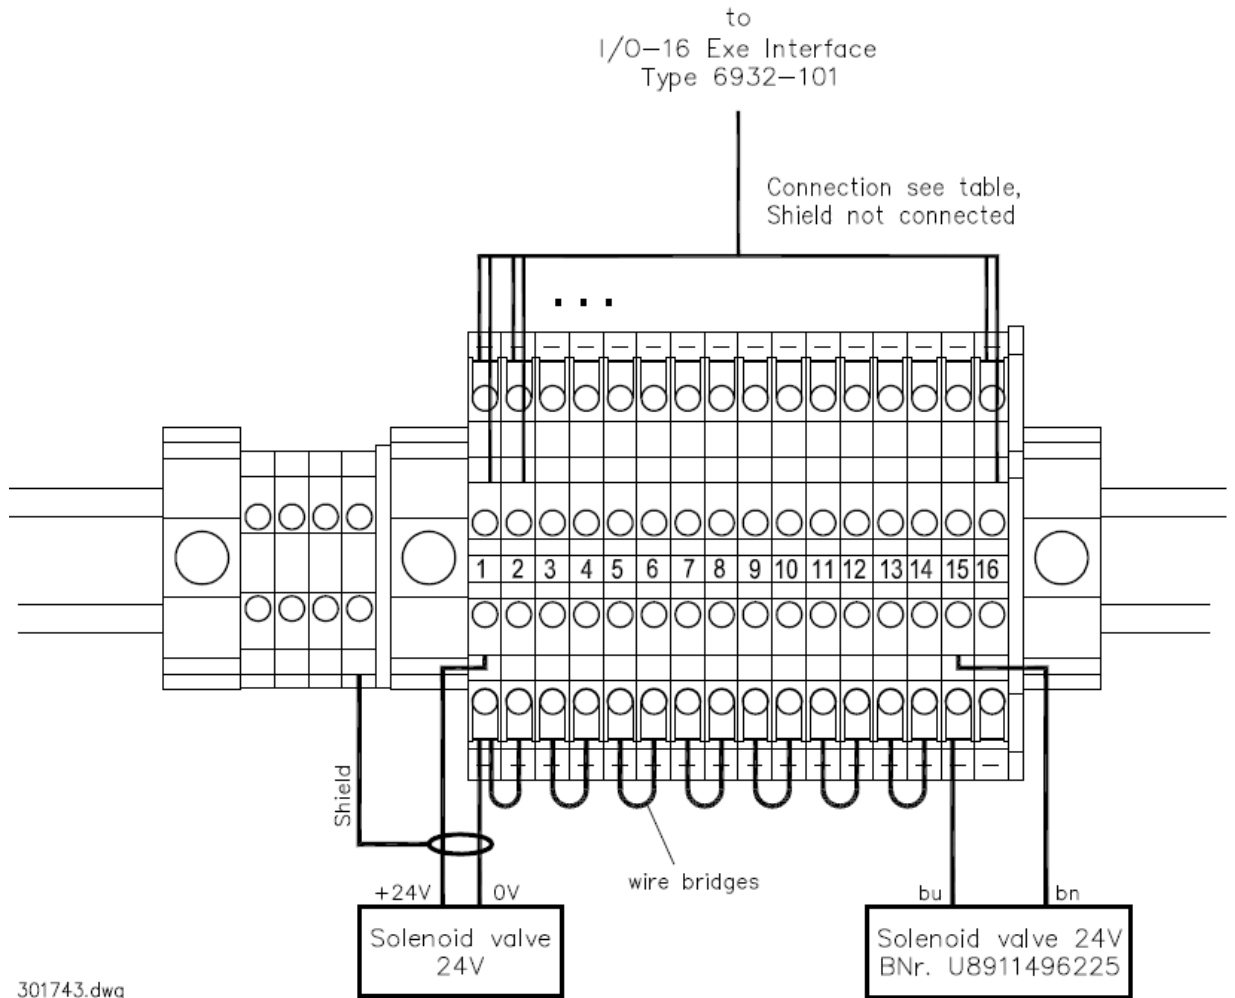 to
I/O-16 Exe Interface
Type 6932-101
Connection see table,
Shield not connected
. . .
1 2 3 4 5 6 7 8 9 10 11 12 13 14 15 16
Shield
wire bridges
+24V 0V
bu bn
Solenoid valve
24V
Solenoid valve 24V
BNr. U8911496225
301743.dwg